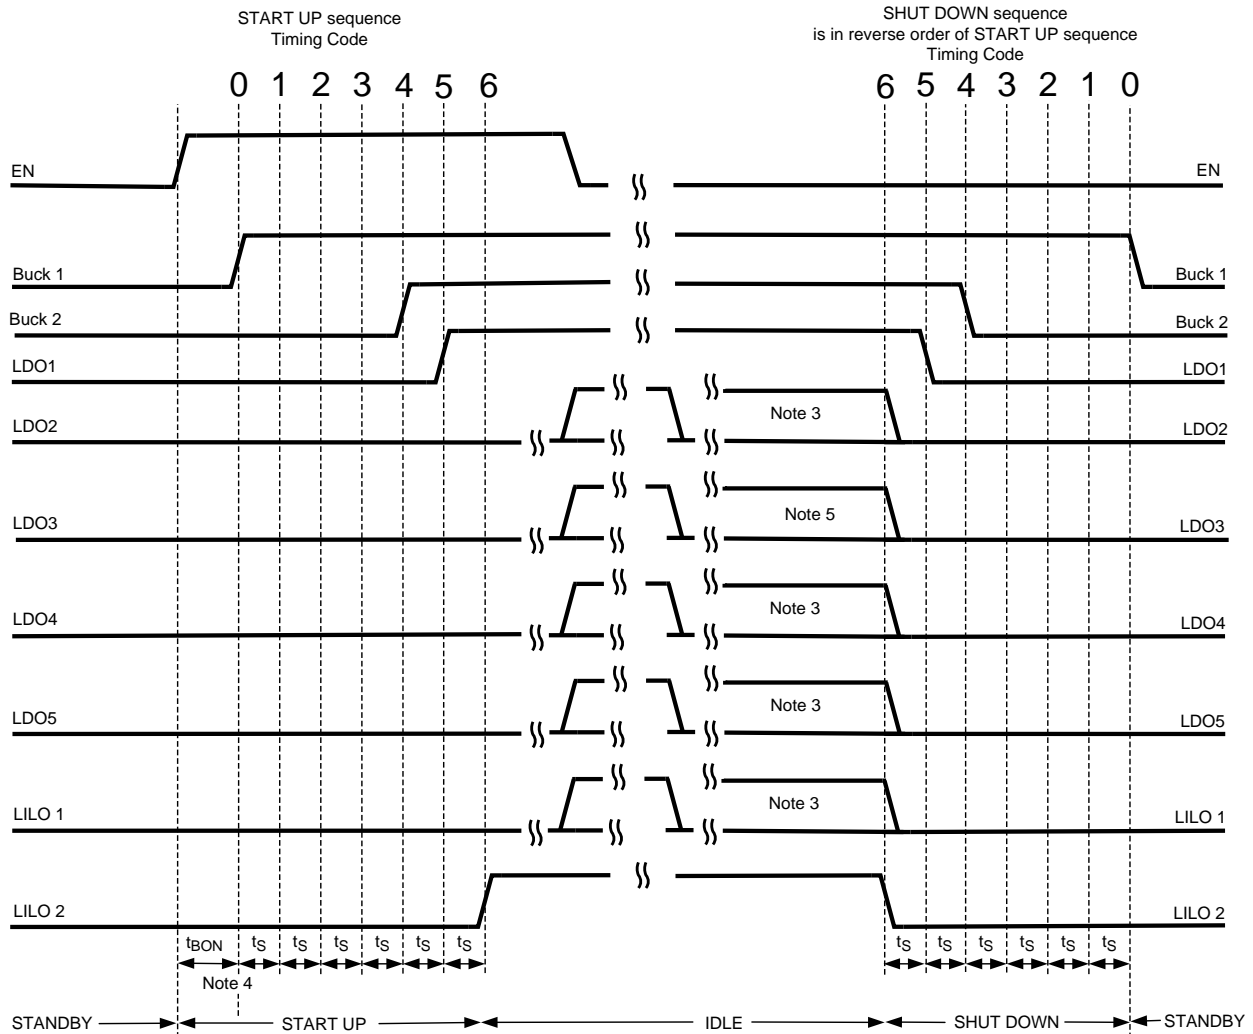 START UP sequence
Timing Code
SHUT DOWN sequence
is in reverse order of START UP sequence
Timing Code
0 1 2 3 4 5 6
6 5 4 3 2 1 0
EN
EN
Buck 1
Buck 1
Buck 2
Buck 2
LDO1
LDO1
LDO2
Note 3
LDO2
LDO3
Note 5
LDO3
LDO4
Note 3
LDO4
LDO5
Note 3
LDO5
LILO 1
Note 3
LILO 1
LILO 2
LILO 2
tBON tS tS tS tS tS tS
tS tS tS tS tS tS
Note 4
STANDBY START UP IDLE SHUT DOWN STANDBY